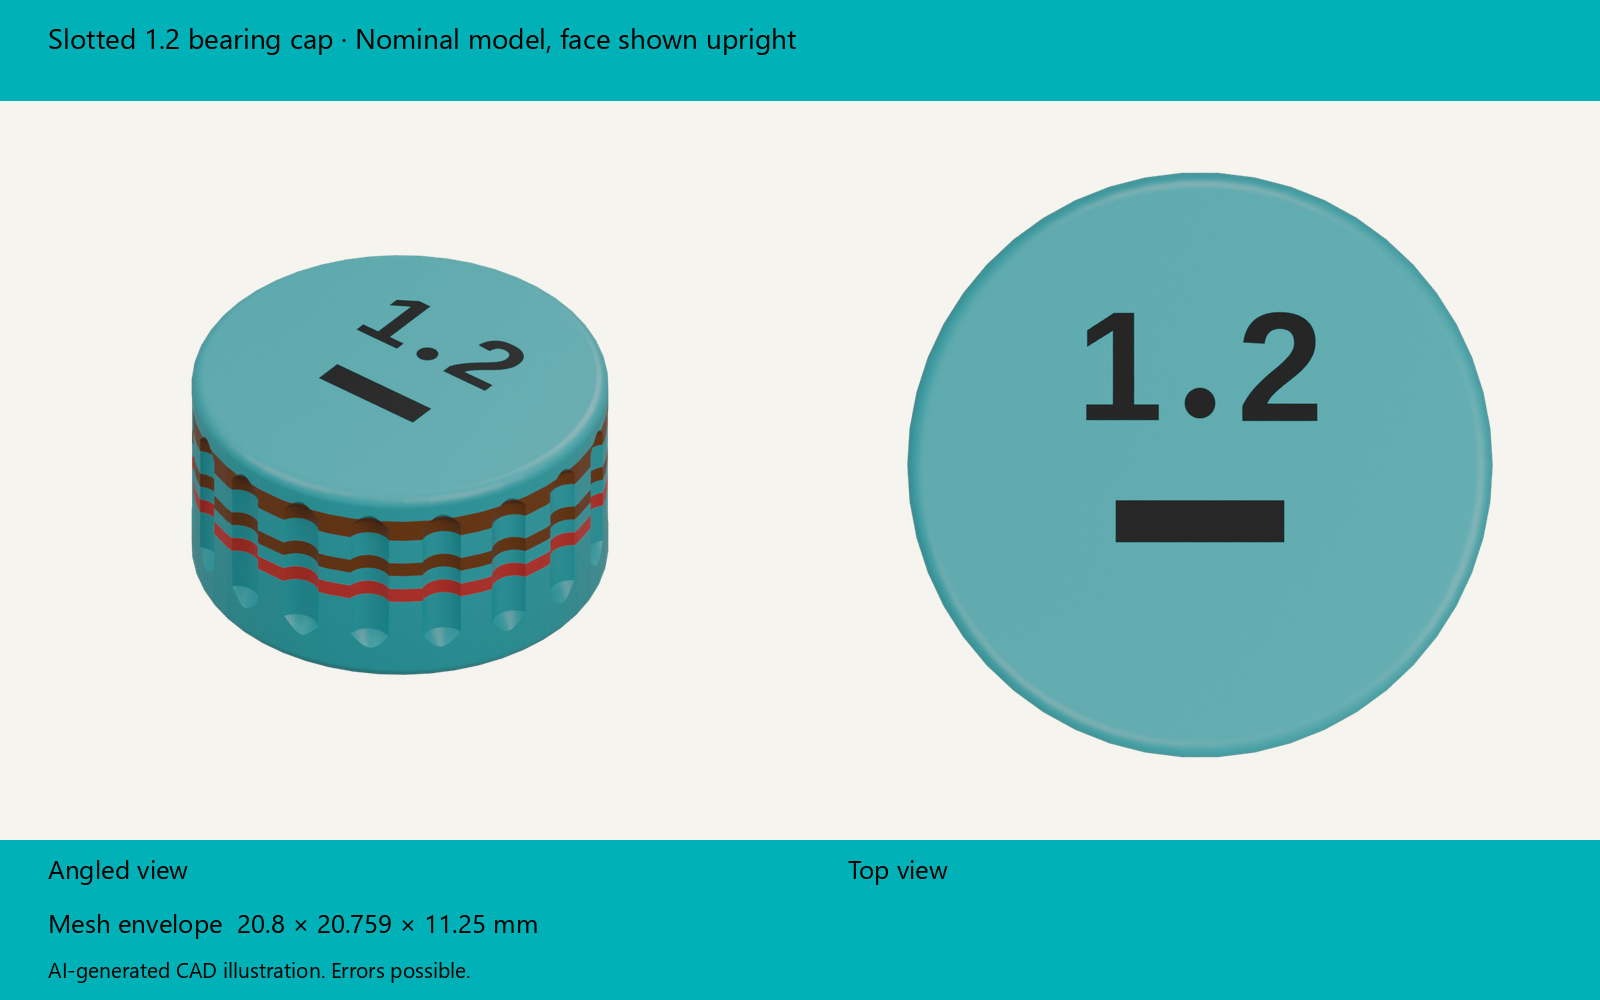 Slotted 1.2 bearing cap · Nominal model, face shown upright
1.2
1.2
Angled view
Top view
Mesh envelope 20.8 × 20.759 × 11.25 mm
AI-generated CAD illustration. Errors possible.